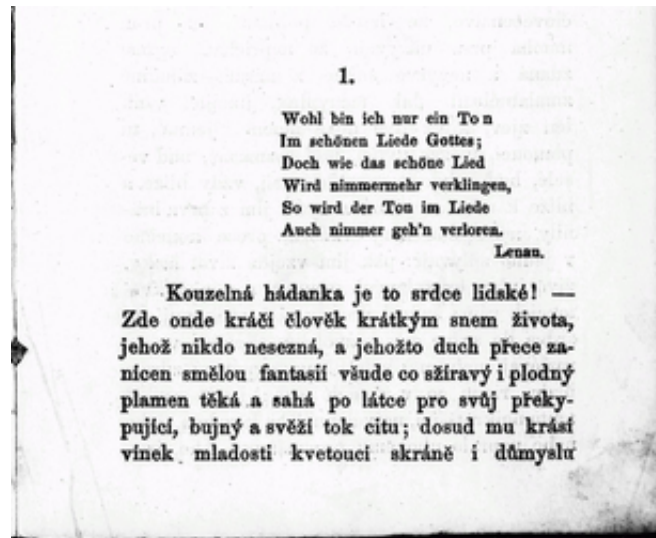 1.
Wohl bin ich nur ein Ton
Im schönen Liede Gottes;
Doch wie das schöne Lied
Wird nimmermehr verklingen,
So wird der Ton im Liede
Auch nimmer geh'n verloren.
Lenau.
Kouzelná hádanka je to srdce lidské! —
Zde onde kráčí člověk krátkým snem života,
jehož nikdo nesezná, a jehožto duch přece za-
nícen smělou fantasií všude co sžíravý i plodný
plamen těká a sahá po látce pro svůj překy-
pující, bujný a svěží tok citu; dosud mu krásí
vínek mladosti kvetoucí skráně i důmyslu